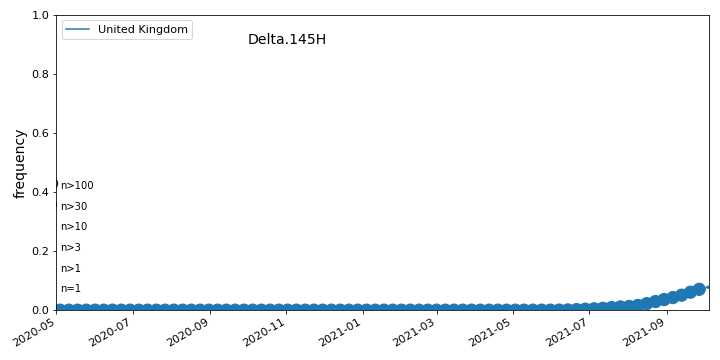 United Kingdom
Delta.145H
frequency
1.0
0.8
0.6
0.4
0.2
0.0
n>100
n>30
n>10
n>3
n>1
n=1
2020-05
2020-07
2020-09
2020-11
2021-01
2021-03
2021-05
2021-07
2021-09